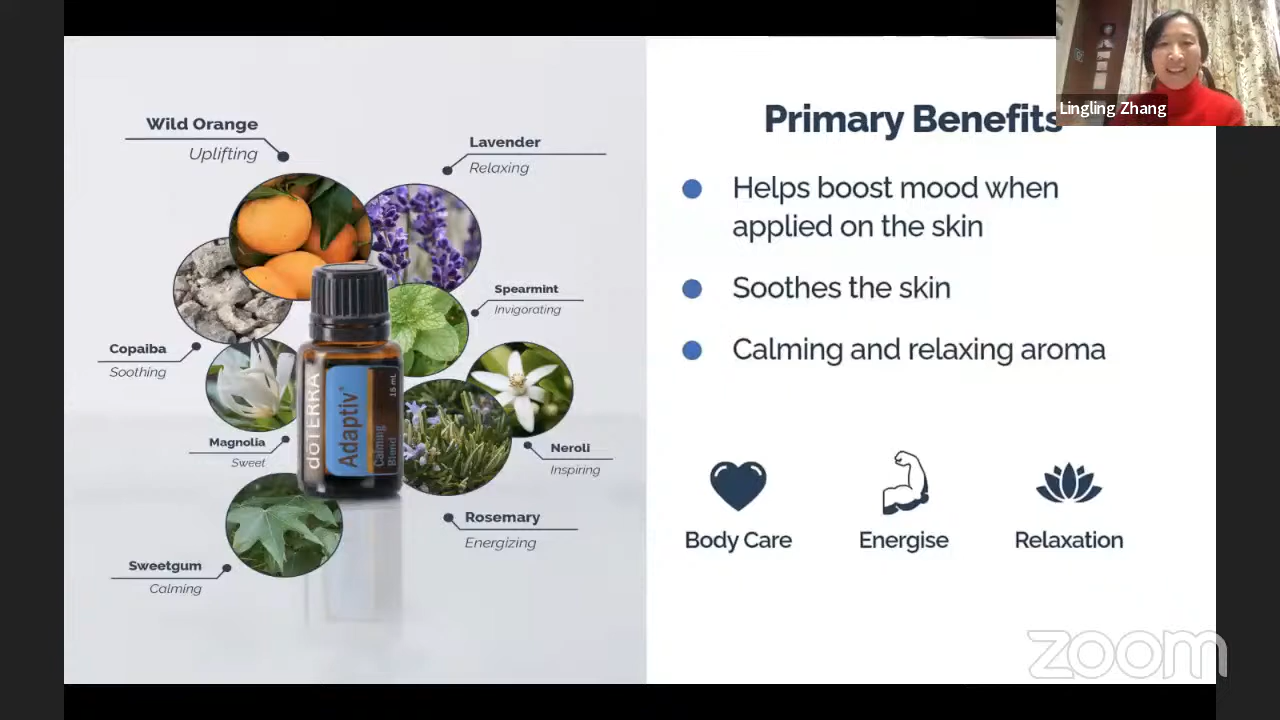 Wild Orange
Uplifting
Lavender
Relaxing
Spearmint
Invigorating
Copaiba
Soothing
Magnolia
Sweet
Neroli
Inspiring
Rosemary
Energizing
Sweetgum
Calming
dōTERRA
Adaptiv
Calming
Blend
15 mL
Primary Benefits
Helps boost mood when
applied on the skin
Soothes the skin
Calming and relaxing aroma
Body Care
Energise
Relaxation
Lingling Zhang
zoom